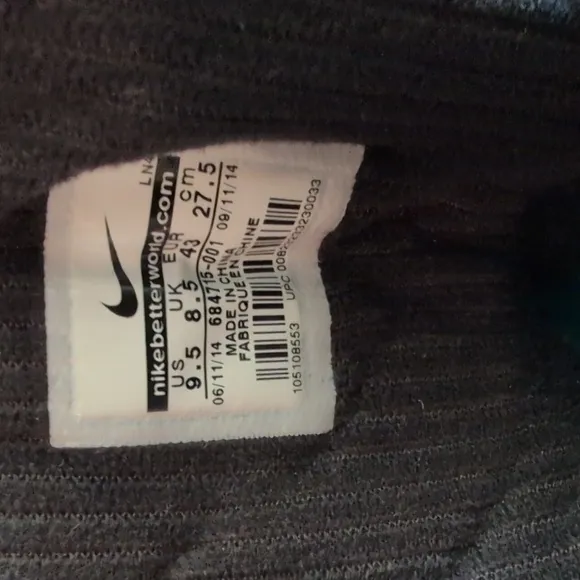 LN4
nikebetterworld.com
US UK EUR cm
9.5 8.5 43 27.5
06/11/14 684715-001 09/11/14
MADE IN CHINA
FABRIQUE EN CHINE
105108553 UPC